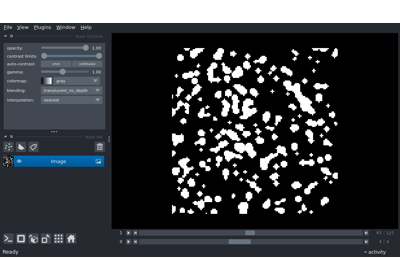 File View Plugins Window Help
opacity: 1.00
contrast limits:
auto-contrast: once continuous
gamma: 1.00
colormap: gray
blending: translucent_no_depth
interpolation: nearest
Image
1
0
Ready
activity